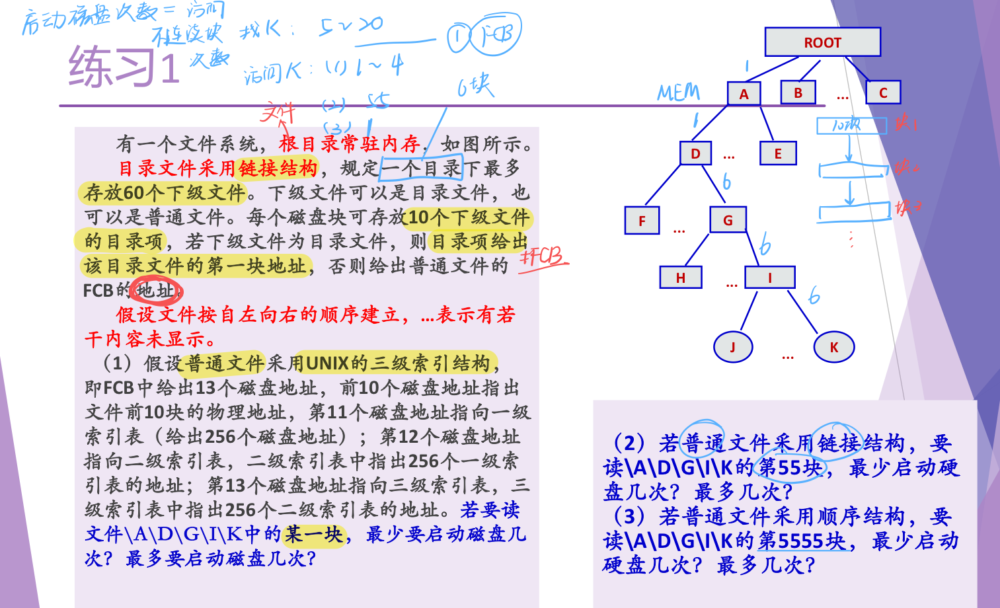 启动磁盘次数 = 访问
不连续块
次数
找K: 5~20
① FCB
访问K: (1) 1~4
(2) 55
(3) 1
6块
练习1
文件
有一个文件系统，根目录常驻内存，如图所示。
目录文件采用链接结构，规定一个目录下最多
存放60个下级文件。下级文件可以是目录文件，也
可以是普通文件。每个磁盘块可存放10个下级文件
的目录项，若下级文件为目录文件，则目录项给出
该目录文件的第一块地址，否则给出普通文件的
FCB的地址。
#FCB
假设文件按自左向右的顺序建立，...表示有若
干内容未显示。
（1）假设普通文件采用UNIX的三级索引结构，
即FCB中给出13个磁盘地址，前10个磁盘地址指出
文件前10块的物理地址，第11个磁盘地址指向一级
索引表（给出256个磁盘地址）；第12个磁盘地址
指向二级索引表，二级索引表中指出256个一级索
引表的地址；第13个磁盘地址指向三级索引表，三
级索引表中指出256个二级索引表的地址。若要读
文件\A\D\G\I\K中的某一块，最少要启动磁盘几
次？最多要启动磁盘几次？
ROOT
1
MEM
A B ... C
1
D ... E
6
F ... G
6
H ... I
6
J ... K
10项 块1
块2
块3
⋮
（2）若普通文件采用链接结构，要
读\A\D\G\I\K的第55块，最少启动硬
盘几次？最多几次？
（3）若普通文件采用顺序结构，要
读\A\D\G\I\K的第5555块，最少启动
硬盘几次？最多几次？